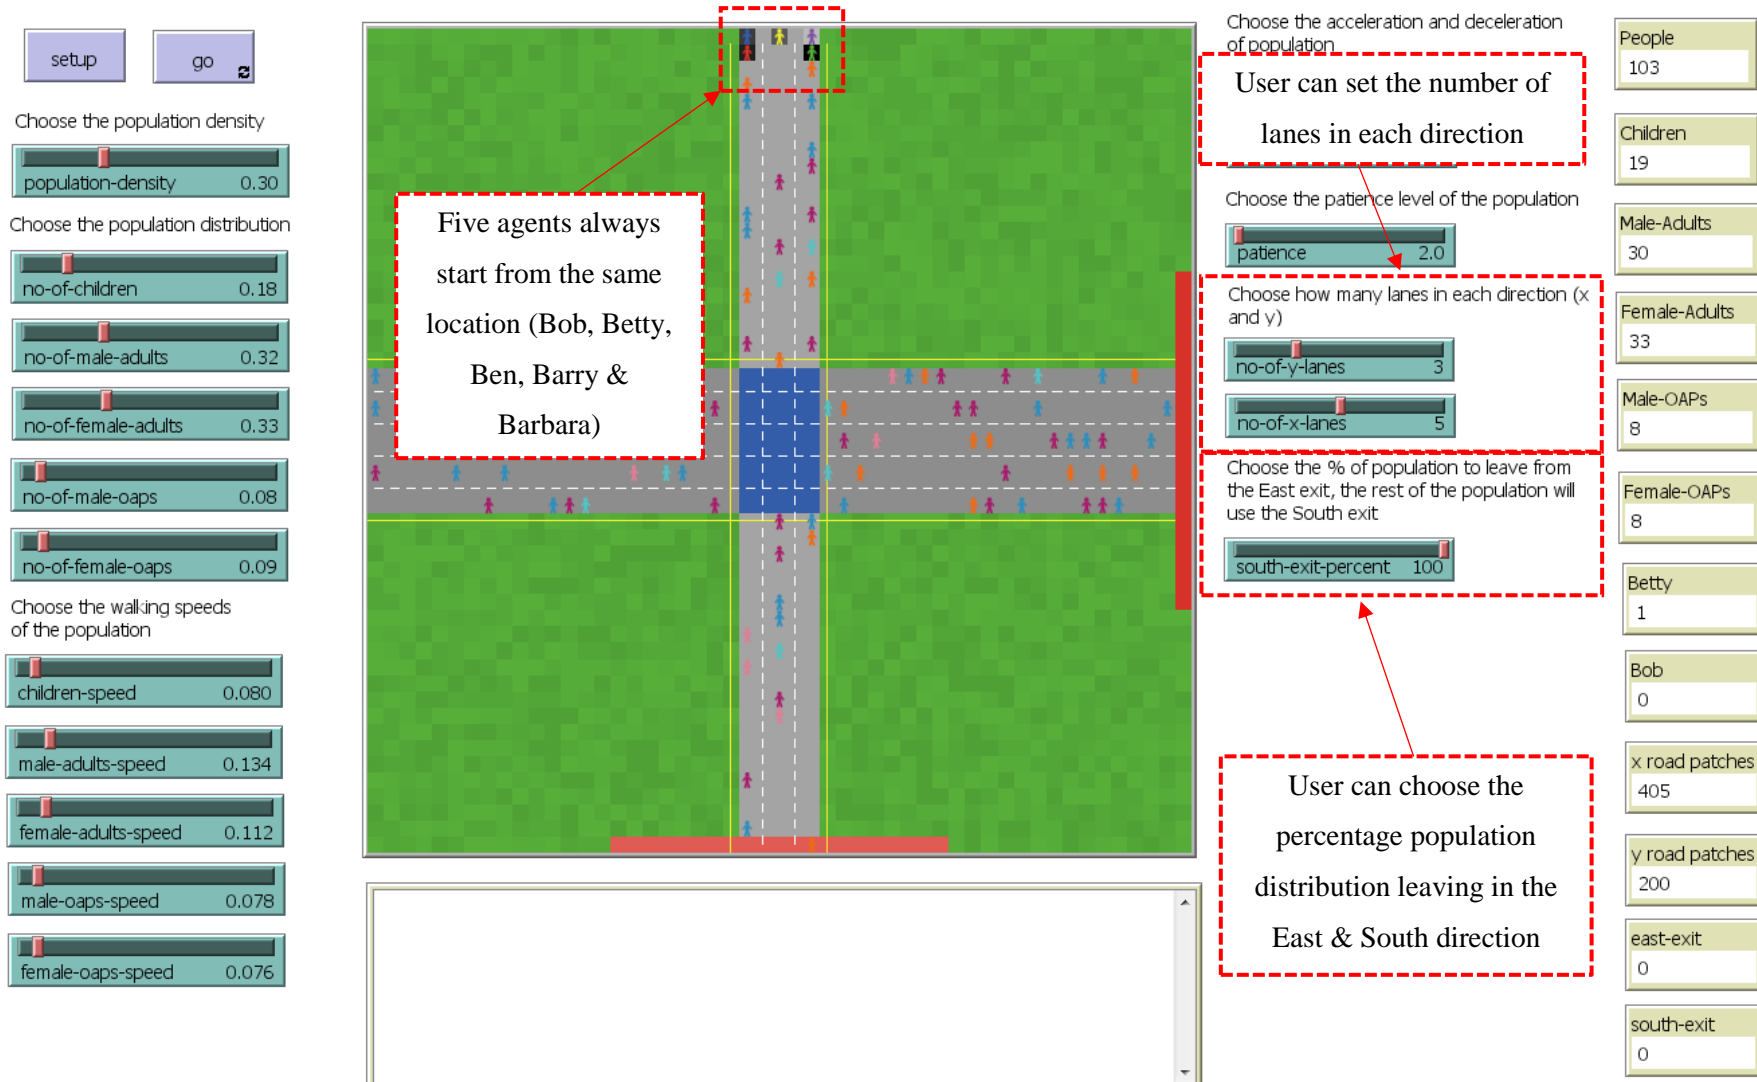 setup
go
Choose the population density
population-density 0.30
Choose the population distribution
no-of-children 0.18
no-of-male-adults 0.32
no-of-female-adults 0.33
no-of-male-oaps 0.08
no-of-female-oaps 0.09
Choose the walking speeds
of the population
children-speed 0.080
male-adults-speed 0.134
female-adults-speed 0.112
male-oaps-speed 0.078
female-oaps-speed 0.076
Five agents always
start from the same
location (Bob, Betty,
Ben, Barry &
Barbara)
Choose the acceleration and deceleration
of population
User can set the number of
lanes in each direction
Choose the patience level of the population
patience 2.0
Choose how many lanes in each direction (x
and y)
no-of-y-lanes 3
no-of-x-lanes 5
Choose the % of population to leave from
the East exit, the rest of the population will
use the South exit
south-exit-percent 100
User can choose the
percentage population
distribution leaving in the
East & South direction
People
103
Children
19
Male-Adults
30
Female-Adults
33
Male-OAPs
8
Female-OAPs
8
Betty
1
Bob
0
x road patches
405
y road patches
200
east-exit
0
south-exit
0